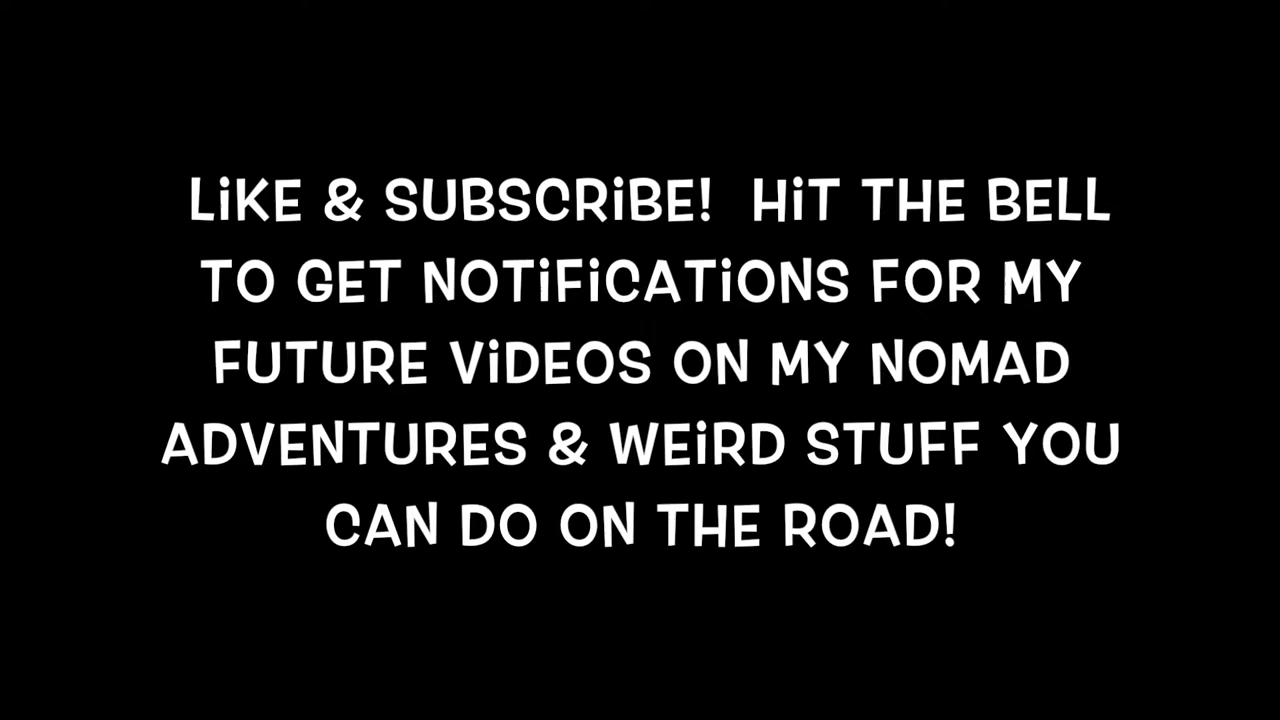 LiKE & SUBSCRiBE!  HiT THE BELL
TO GET NOTiFiCATiONS FOR MY
FUTURE ViDEOS ON MY NOMAD
ADVENTURES & WEiRD STUFF YOU
CAN DO ON THE ROAD!